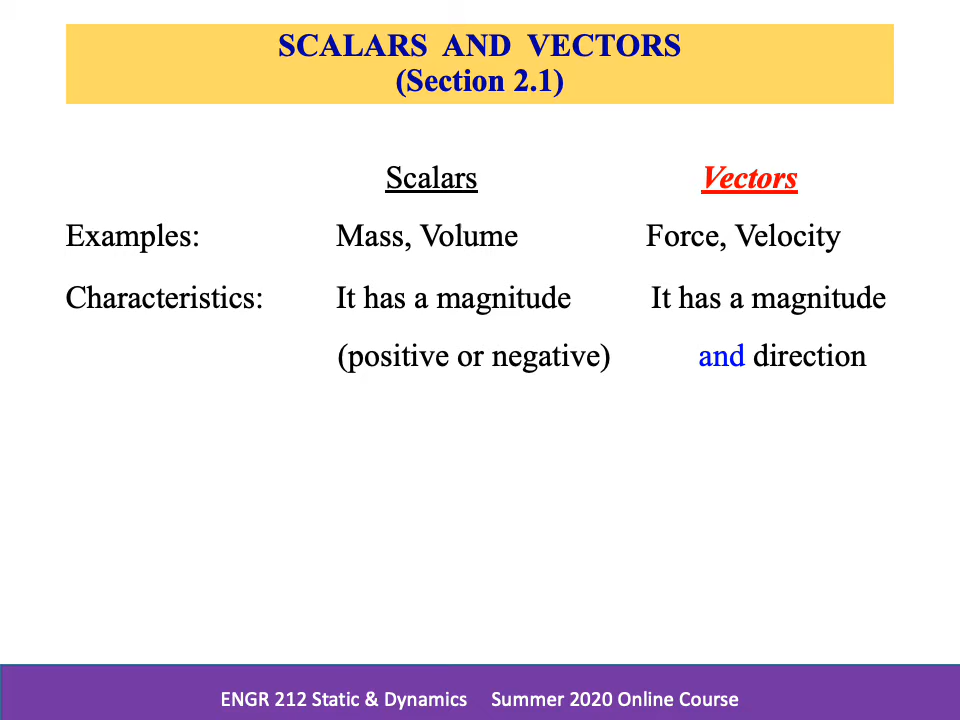 SCALARS AND VECTORS
(Section 2.1)
Scalars Vectors
Examples: Mass, Volume Force, Velocity
Characteristics: It has a magnitude It has a magnitude
(positive or negative) and direction
ENGR 212 Static & Dynamics Summer 2020 Online Course